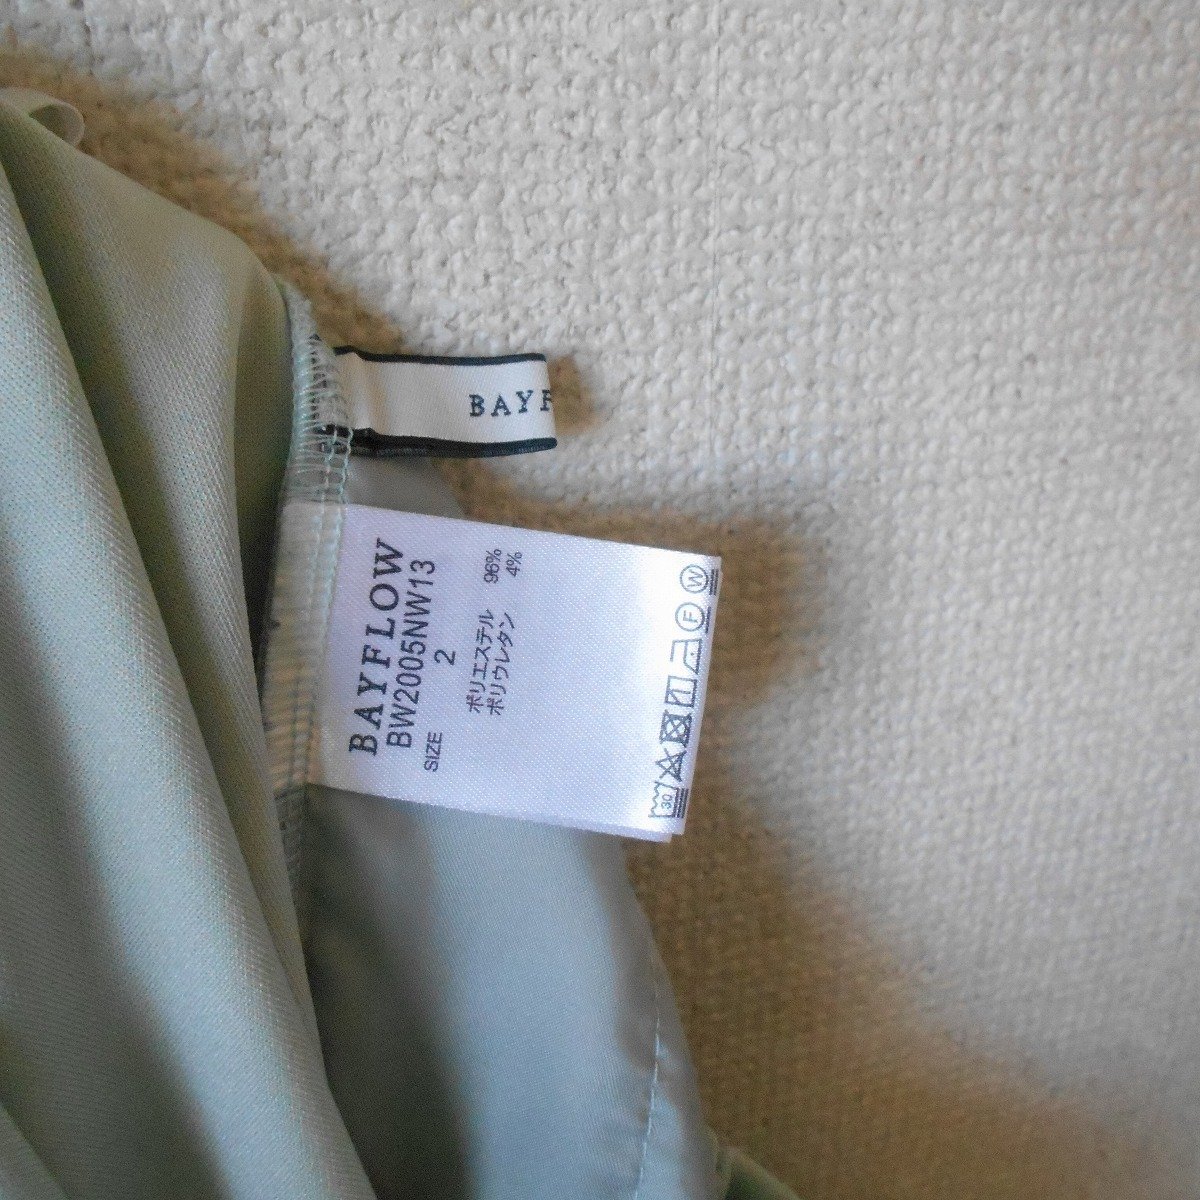 BAYF
BAYFLOW
BW2005NW13
SIZE 2
ポリエステル 96%
ポリウレタン 4%
30 F W